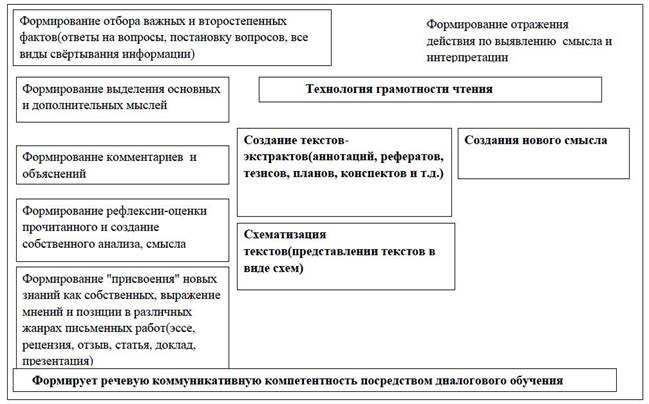 Формирование отбора важных и второстепенных
фактов(ответы на вопросы, постановку вопросов, все
виды свёртывания информации)
Формирование отражения
действия по выявлению смысла и
интерпретации
Формирование выделения основных
и дополнительных мыслей
Технология грамотности чтения
Формирование комментариев и
объяснений
Создание текстов-
экстрактов(аннотаций, рефератов,
тезисов, планов, конспектов и т.д.)
Создания нового смысла
Формирование рефлексии-оценки
прочитанного и создание
собственного анализа, смысла
Схематизация
текстов(представлении текстов в
виде схем)
Формирование "присвоения" новых
знаний как собственных, выражение
мнений и позиции в различных
жанрах письменных работ(эссе,
рецензия, отзыв, статья, доклад,
презентация)
Формирует речевую коммуникативную компетентность посредством диалогового обучения